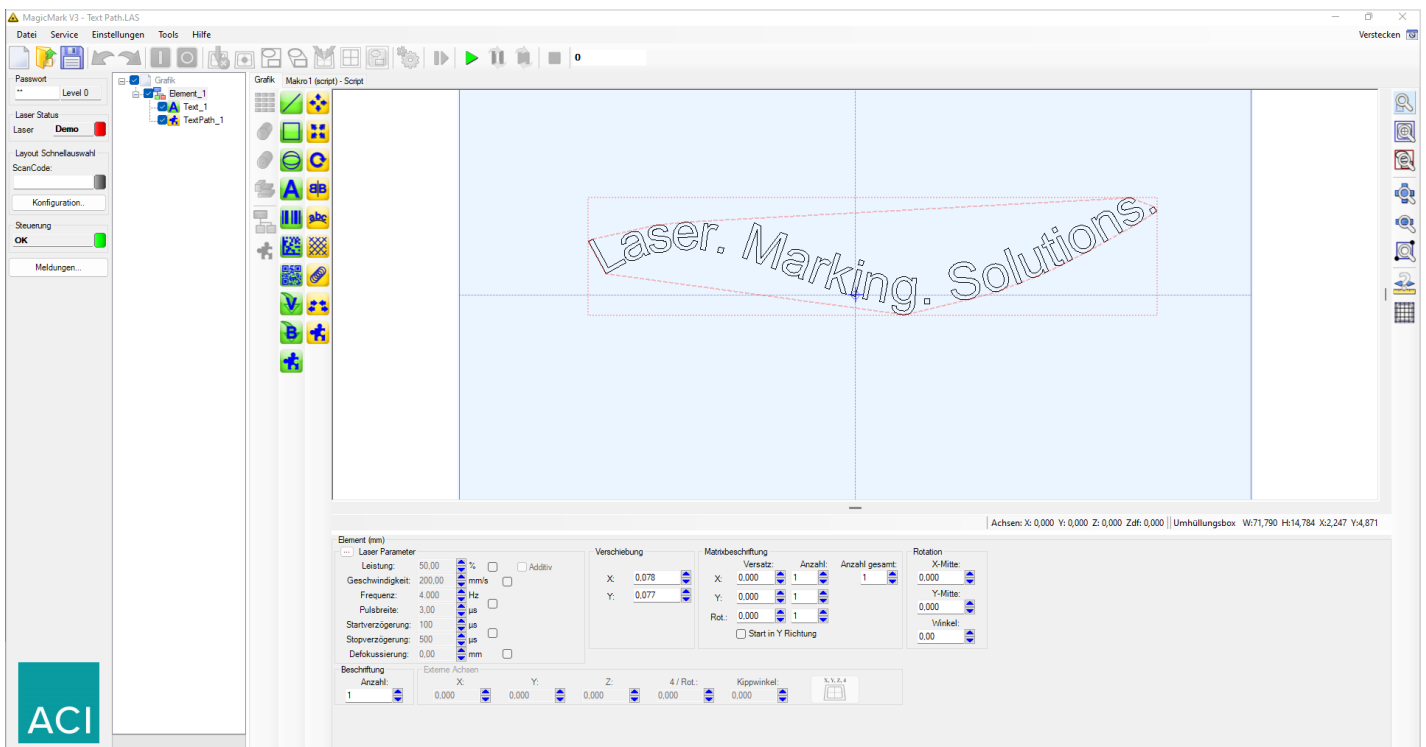 MagicMark V3 - Text Path.LAS
Datei Service Einstellungen Tools Hilfe
Verstecken
0
Passwort
** Level 0
Laser Status
Laser Demo
Layout Schnellauswahl
ScanCode:
Konfiguration..
Steuerung
OK
Meldungen...
Grafik
Element_1
Text_1
TextPath_1
Grafik Makro1 (script) - Script
Laser. Marking. Solutions.
Achsen: X: 0,000 Y: 0,000 Z: 0,000 Zdf: 0,000 Umhüllungsbox W:71,790 H:14,784 X:2,247 Y:4,871
Element (mm)
... Laser Parameter
Leistung: 50,00 % Additiv
Geschwindigkeit: 200,00 mm/s
Frequenz: 4.000 Hz
Pulsbreite: 3.00 µs
Startverzögerung: 100 µs
Stopverzögerung: 500 µs
Defokussierung: 0,00 mm
Verschiebung
X: 0,078
Y: 0,077
Matrixbeschriftung
Versatz: Anzahl: Anzahl gesamt:
X: 0,000 1 1
Y: 0,000 1
Rot.: 0,000 1
Start in Y Richtung
Rotation
X-Mitte:
0,000
Y-Mitte:
0,000
Winkel:
0.00
Beschriftung
Anzahl:
1
Externe Achsen
X: Y: Z: 4 / Rot.: Kippwinkel:
0,000 0,000 0,000 0,000 0,000
X, Y, Z, 4
ACI